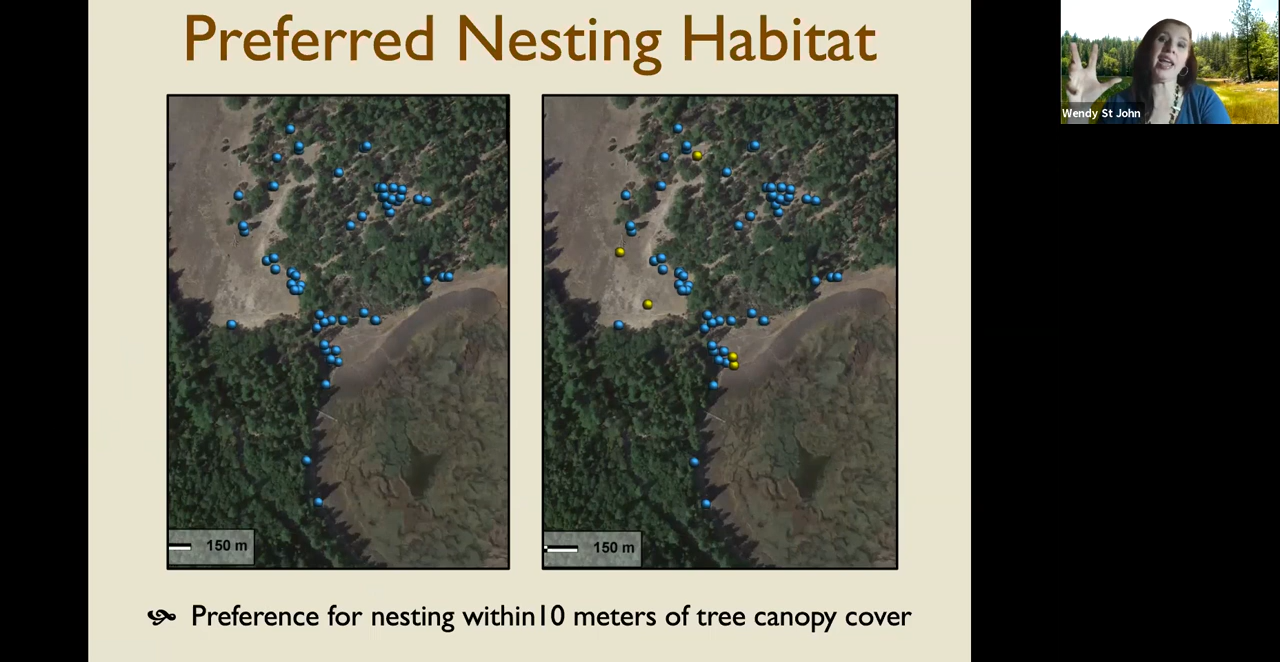 Preferred Nesting Habitat
Wendy St John
150 m
150 m
Preference for nesting within10 meters of tree canopy cover